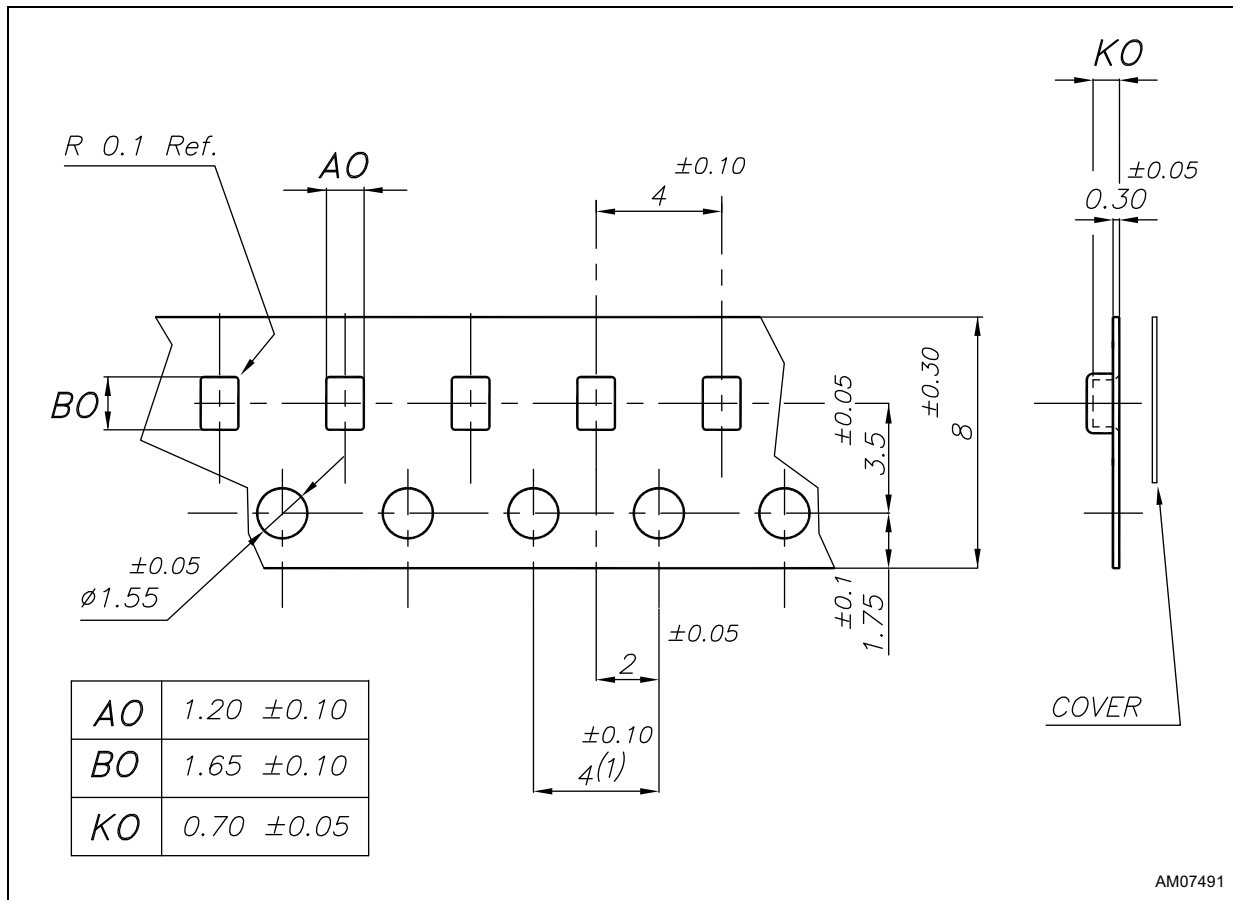 KO
R 0.1 Ref.
AO
±0.10
4
±0.05
0.30
BO
±0.05
3.5
±0.30
8
±0.05
ø1.55
±0.1
1.75
±0.05
2
±0.10
4(1)
COVER
AO 1.20 ±0.10
BO 1.65 ±0.10
KO 0.70 ±0.05
AM07491